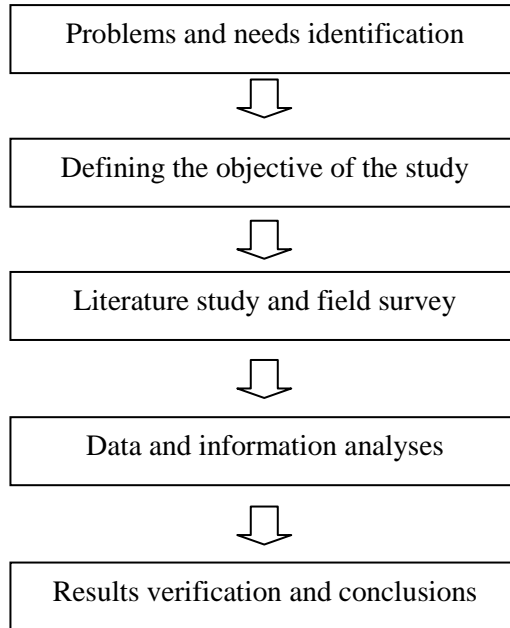 Problems and needs identification
Defining the objective of the study
Literature study and field survey
Data and information analyses
Results verification and conclusions